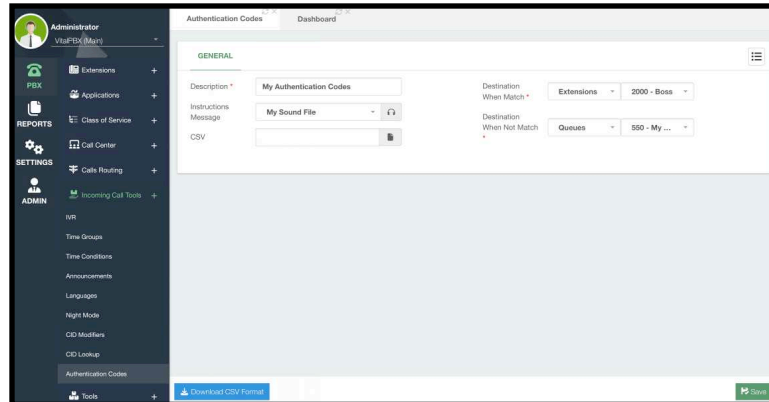 Administrator
VitalPBX (Main)
PBX
REPORTS
SETTINGS
ADMIN
Extensions +
Applications +
Class of Service +
Call Center +
Calls Routing +
Incoming Call Tools +
IVR
Time Groups
Time Conditions
Announcements
Languages
Night Mode
CID Modifiers
CID Lookup
Authentication Codes
Tools +
Authentication Codes
Dashboard
GENERAL
Description * My Authentication Codes
Instructions
Message
My Sound File
CSV
Destination
When Match *
Extensions 2000 - Boss
Destination
When Not Match
*
Queues 550 - My ...
Download CSV Format
Save